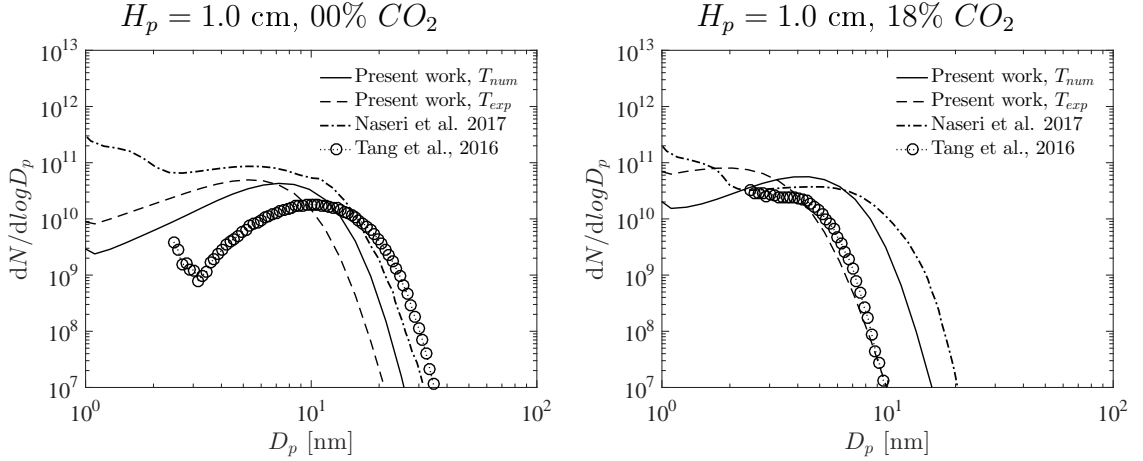 H_p = 1.0 cm, 00% CO_2
10^13
10^12
10^11
10^10
10^9
10^8
10^7
dN/dlogD_p
Present work, T_num
Present work, T_exp
Naseri et al. 2017
Tang et al., 2016
10^0
10^1
10^2
D_p [nm]
H_p = 1.0 cm, 18% CO_2
10^13
10^12
10^11
10^10
10^9
10^8
10^7
dN/dlogD_p
Present work, T_num
Present work, T_exp
Naseri et al. 2017
Tang et al., 2016
10^0
10^1
10^2
D_p [nm]